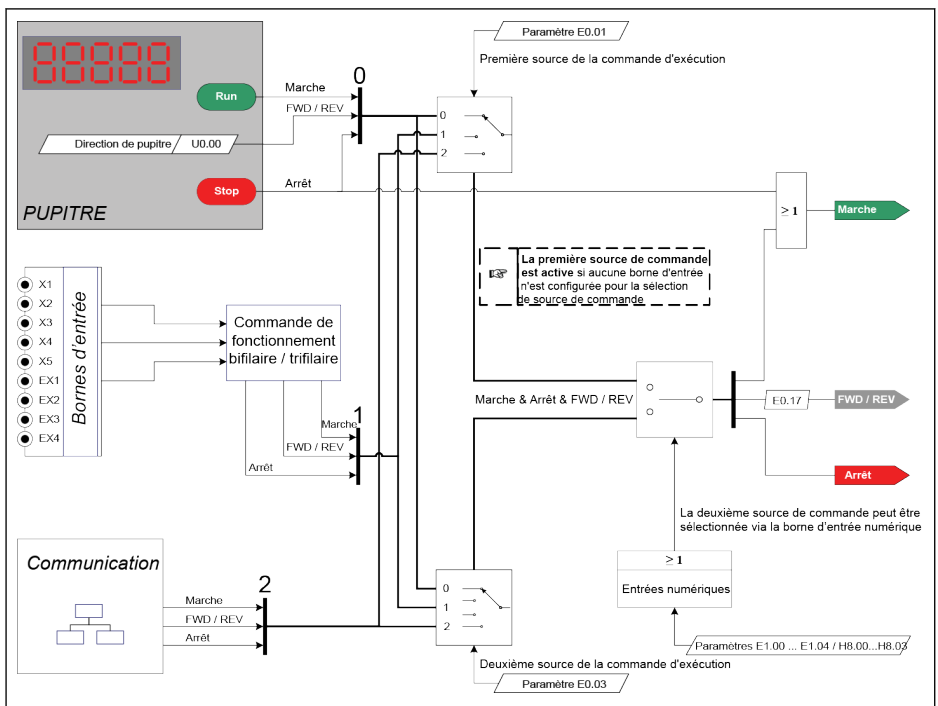 Paramètre E0.01
Première source de la commande d'exécution
88888
Run
Marche
0
FWD / REV
Direction de pupitre
U0.00
Stop
Arrêt
PUPITRE
0
1
2
≥ 1
Marche
☞
La première source de commande
est active si aucune borne d'entrée
n'est configurée pour la sélection
de source de commande
X1
X2
X3
X4
X5
EX1
EX2
EX3
EX4
Bornes d'entrée
Commande de
fonctionnement
bifilaire / trifilaire
Marche
1
FWD / REV
Arrêt
Marche & Arrêt & FWD / REV
E0.17
FWD / REV
Arrêt
La deuxième source de commande peut être
sélectionnée via la borne d'entrée numérique
≥ 1
Entrées numériques
Paramètres E1.00 ... E1.04 / H8.00...H8.03
Communication
Marche
2
FWD / REV
Arrêt
0
1
2
Deuxième source de la commande d'exécution
Paramètre E0.03